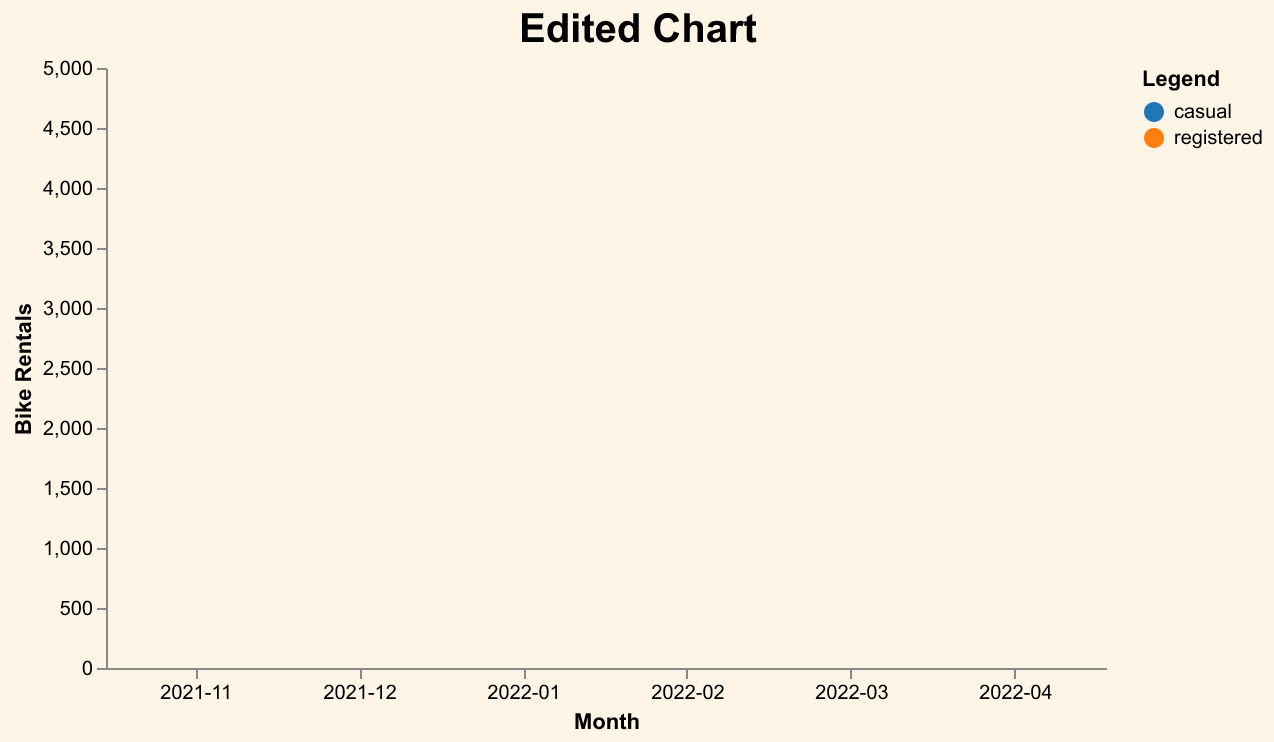 Edited Chart
5,000
4,500
4,000
3,500
3,000
2,500
2,000
1,500
1,000
500
0
Bike Rentals
2021-11 2021-12 2022-01 2022-02 2022-03 2022-04
Month
Legend
casual
registered